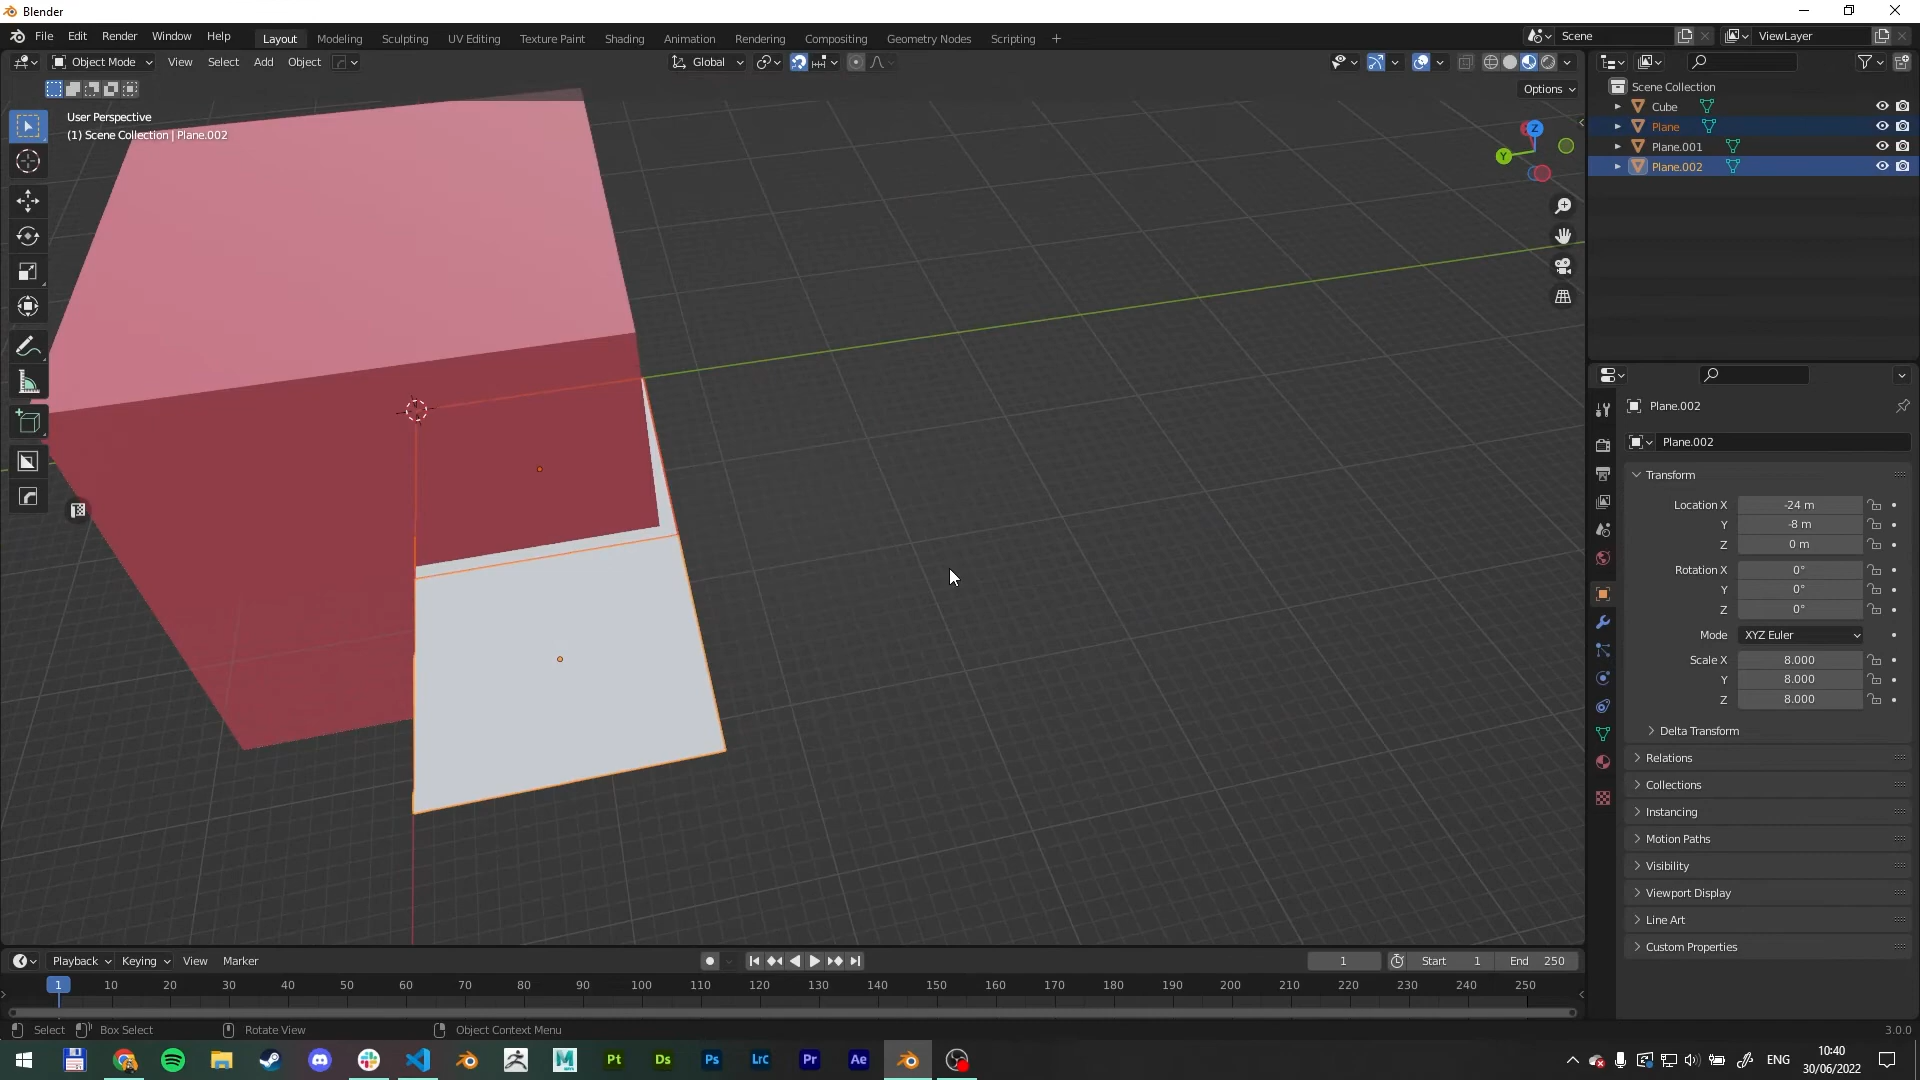 Blender
File Edit Render Window Help Layout Modeling Sculpting UV Editing Texture Paint Shading Animation Rendering Compositing Geometry Nodes Scripting + Scene ViewLayer
Object Mode View Select Add Object Global
Options
User Perspective
(1) Scene Collection | Plane.002
Z
Y
Scene Collection
Cube
Plane
Plane.001
Plane.002
Plane.002
Plane.002
Transform
Location X -24 m
Y -8 m
Z 0 m
Rotation X 0°
Y 0°
Z 0°
Mode XYZ Euler
Scale X 8.000
Y 8.000
Z 8.000
Delta Transform
Relations
Collections
Instancing
Motion Paths
Visibility
Viewport Display
Line Art
Custom Properties
Playback Keying View Marker 1 Start 1 End 250
1 10 20 30 40 50 60 70 80 90 100 110 120 130 140 150 160 170 180 190 200 210 220 230 240 250
Select Box Select Rotate View Object Context Menu 3.0.0
Pt Ds Ps Lrc Pr Ae ENG 10:40
30/06/2022